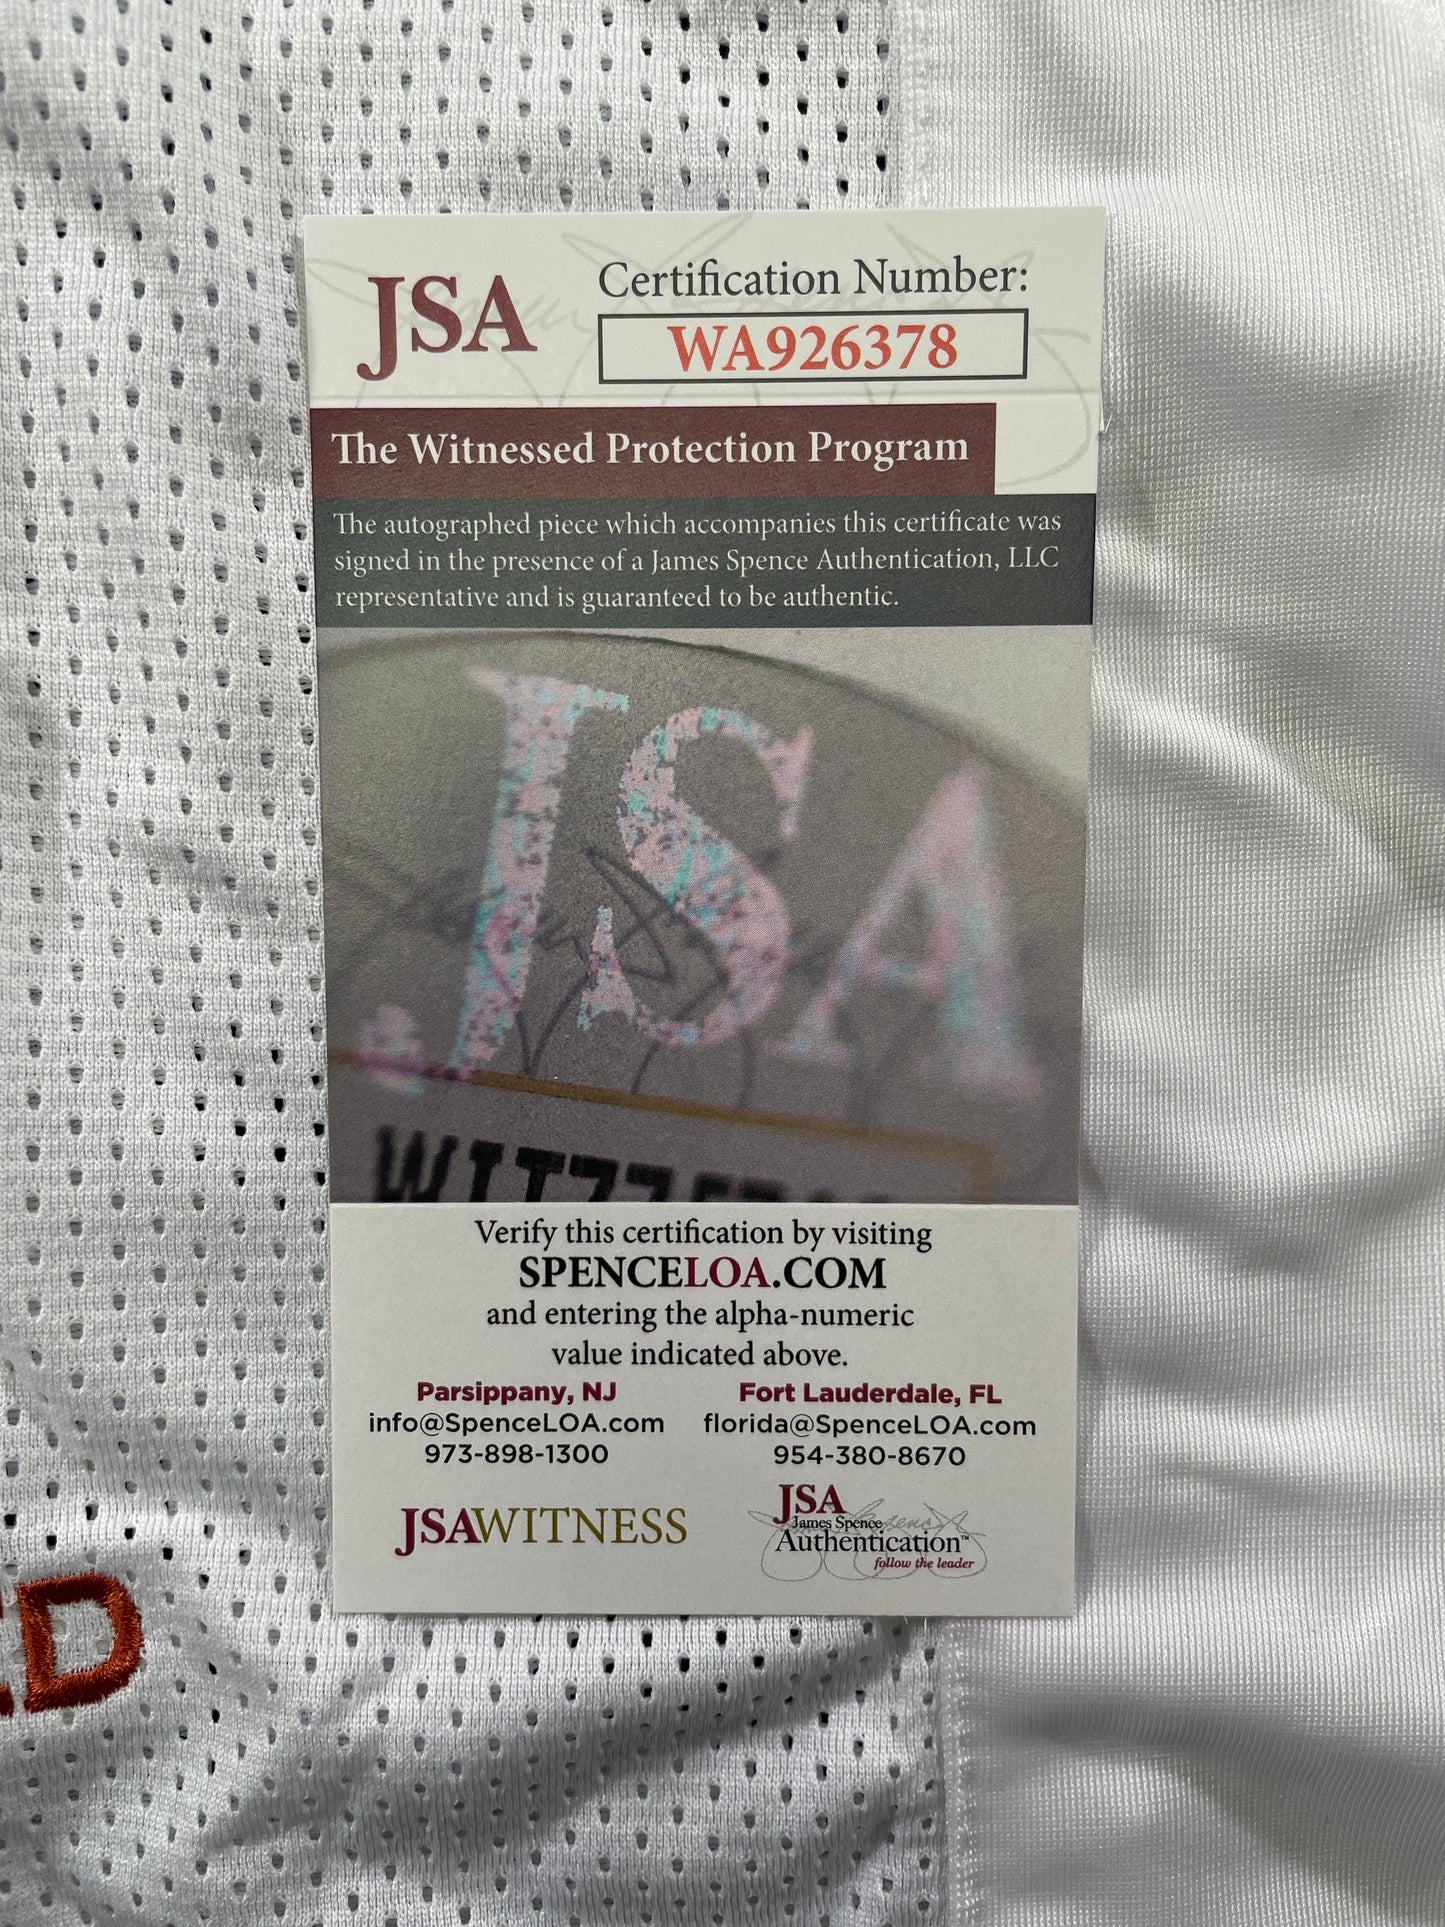 JSA
Certification Number:
WA926378
The Witnessed Protection Program
The autographed piece which accompanies this certificate was
signed in the presence of a James Spence Authentication, LLC
representative and is guaranteed to be authentic.
JSA
Verify this certification by visiting
SPENCELOA.COM
and entering the alpha-numeric
value indicated above.
Parsippany, NJ
info@SpenceLOA.com
973-898-1300
Fort Lauderdale, FL
florida@SpenceLOA.com
954-380-8670
JSAWITNESS
JSA
James Spence
Authentication™
follow the leader